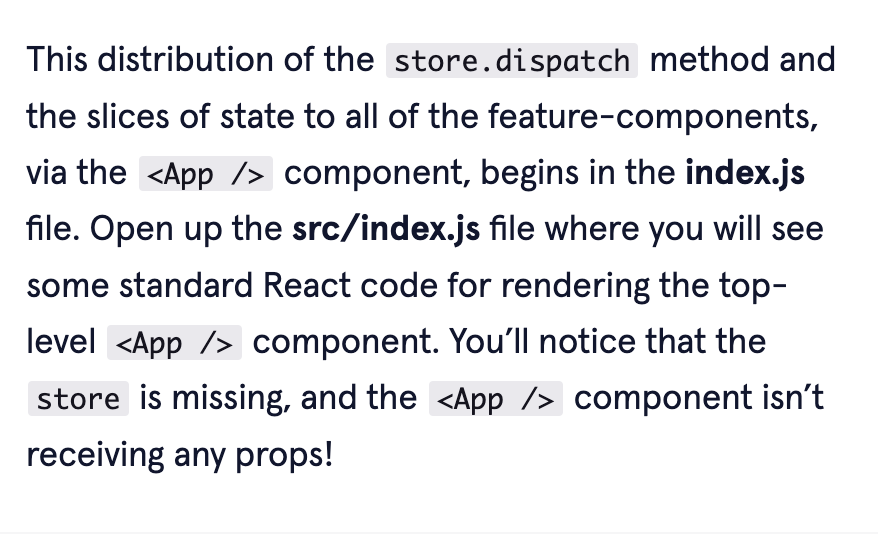 This distribution of the store.dispatch method and
the slices of state to all of the feature-components,
via the <App /> component, begins in the index.js
file. Open up the src/index.js file where you will see
some standard React code for rendering the top-
level <App /> component. You’ll notice that the
store is missing, and the <App /> component isn’t
receiving any props!